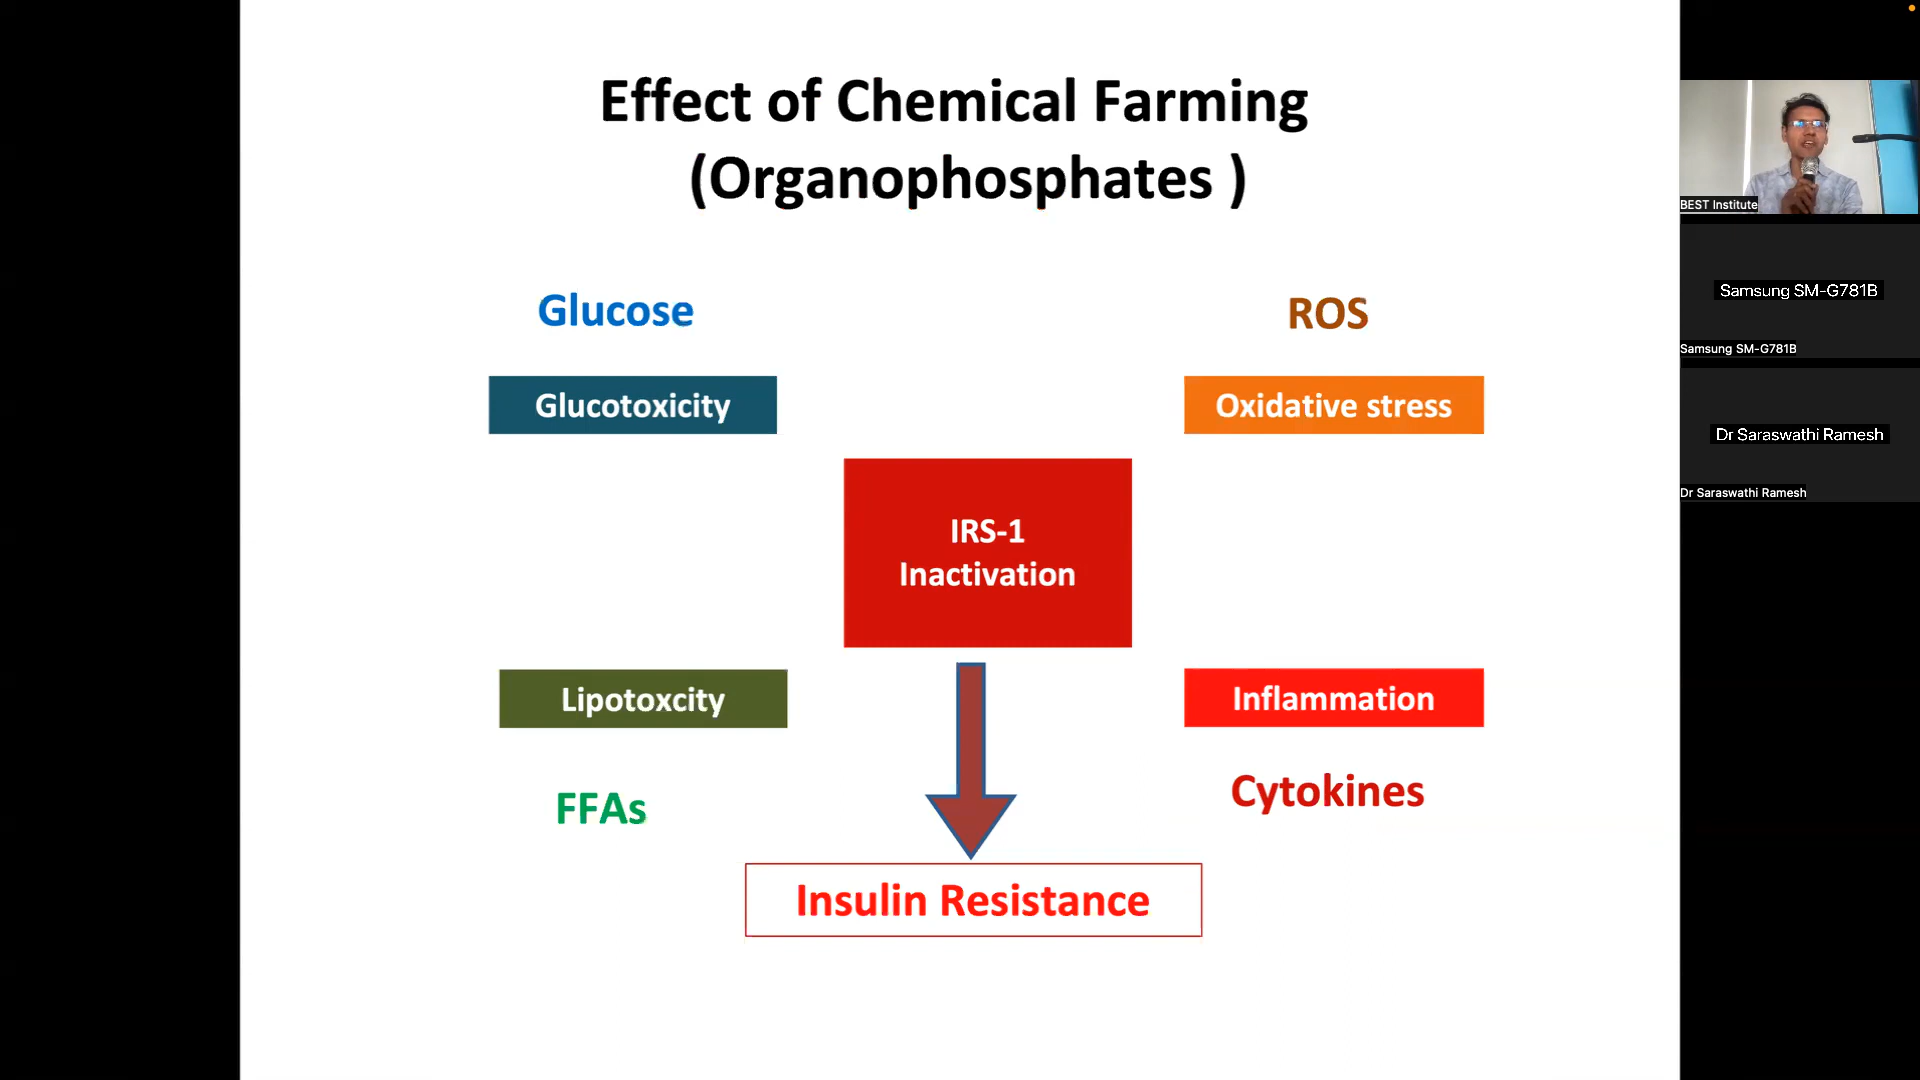 Effect of Chemical Farming
(Organophosphates )
Glucose
ROS
Glucotoxicity
Oxidative stress
IRS-1
Inactivation
Lipotoxcity
Inflammation
FFAs
Cytokines
Insulin Resistance
BEST Institute
Samsung SM-G781B
Samsung SM-G781B
Dr Saraswathi Ramesh
Dr Saraswathi Ramesh